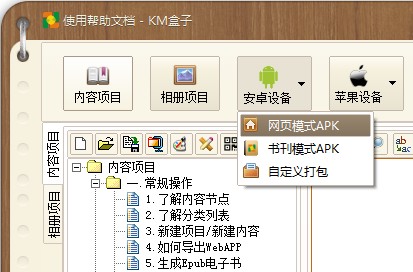 使用帮助文档 - KM盒子
内容项目
相册项目
安卓设备
苹果设备
网页模式APK
书刊模式APK
自定义打包
内容项目
相册项目
内容项目
一.常规操作
1.了解内容节点
2.了解分类列表
3.新建项目/新建内容
4.如何导出WebAPP
5.生成Epub电子书
ab
ac